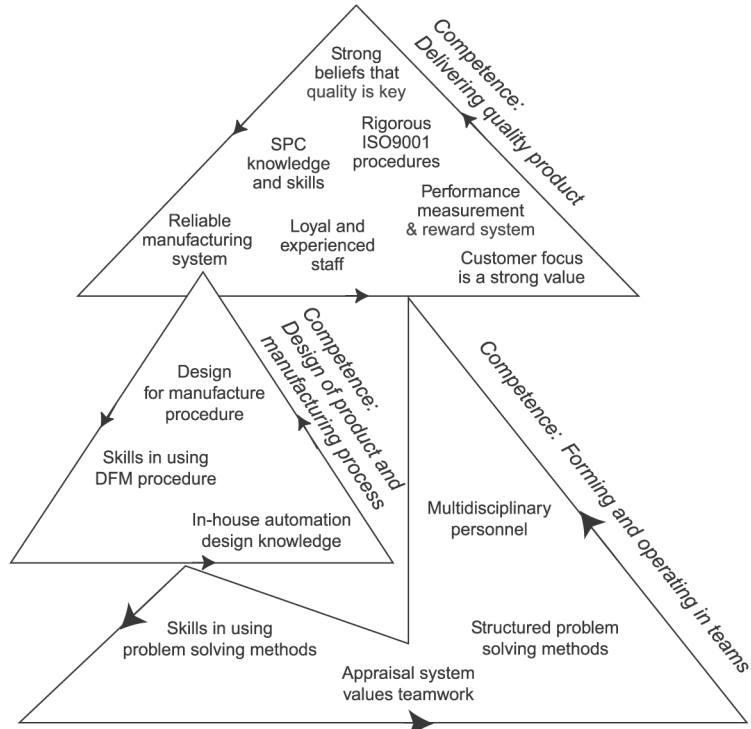 Strong
beliefs that
quality is key
Competence:
Delivering quality product
Rigorous
ISO9001
procedures
SPC
knowledge
and skills
Performance
measurement
& reward system
Reliable
manufacturing
system
Loyal and
experienced
staff
Customer focus
is a strong value
Competence:
Design of product and
manufacturing process
Design
for manufacture
procedure
Skills in using
DFM procedure
In-house automation
design knowledge
Competence: Forming and operating in teams
Multidisciplinary
personnel
Skills in using
problem solving methods
Structured problem
solving methods
Appraisal system
values teamwork